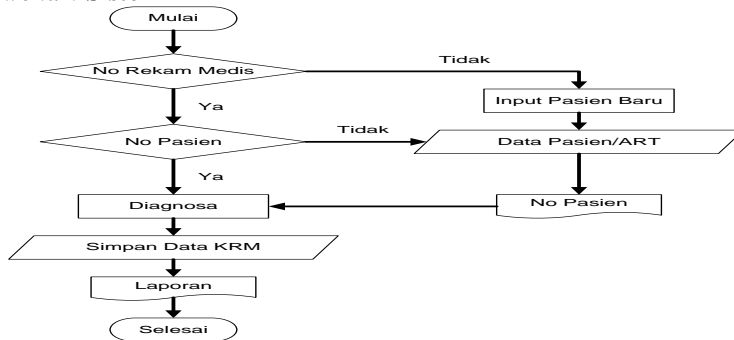 Mulai
No Rekam Medis
Tidak
Ya
Input Pasien Baru
No Pasien
Tidak
Data Pasien/ART
Ya
Diagnosa
No Pasien
Simpan Data KRM
Laporan
Selesai